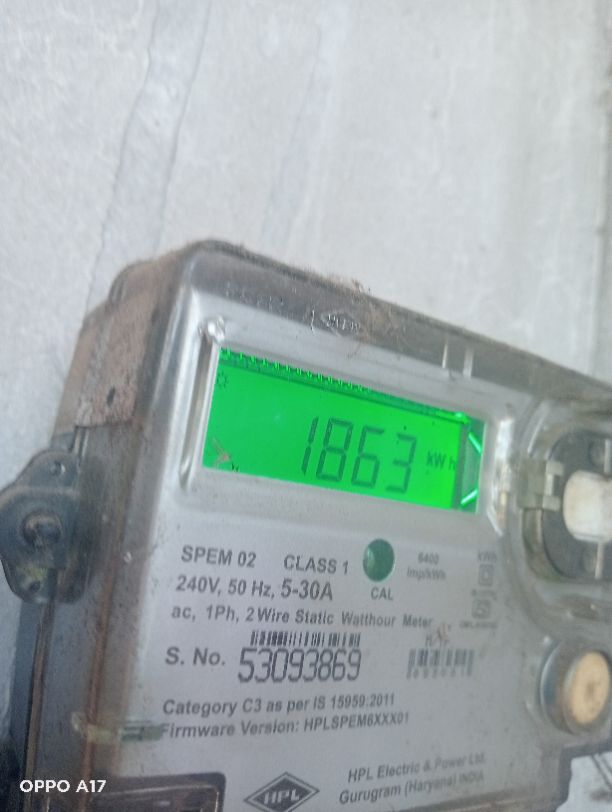 1863 kWh
SPEM 02 CLASS 1
6400
imp/kWh
kWh
240V, 50 Hz, 5-30A
CAL
ac, 1Ph, 2 Wire Static Watthour Meter
S. No. 53093869
Category C3 as per IS 15959:2011
Firmware Version: HPLSPEM6XXX01
HPL Electric & Power Ltd.
Gurugram (Haryana) INDIA
HPL
OPPO A17